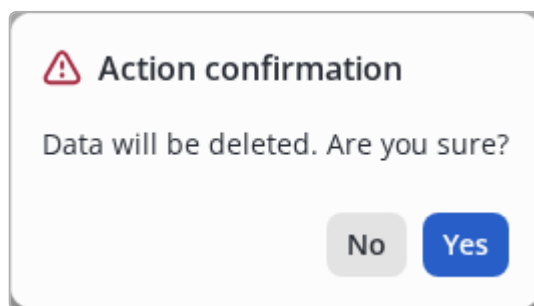 Action confirmation
Data will be deleted. Are you sure?
No
Yes